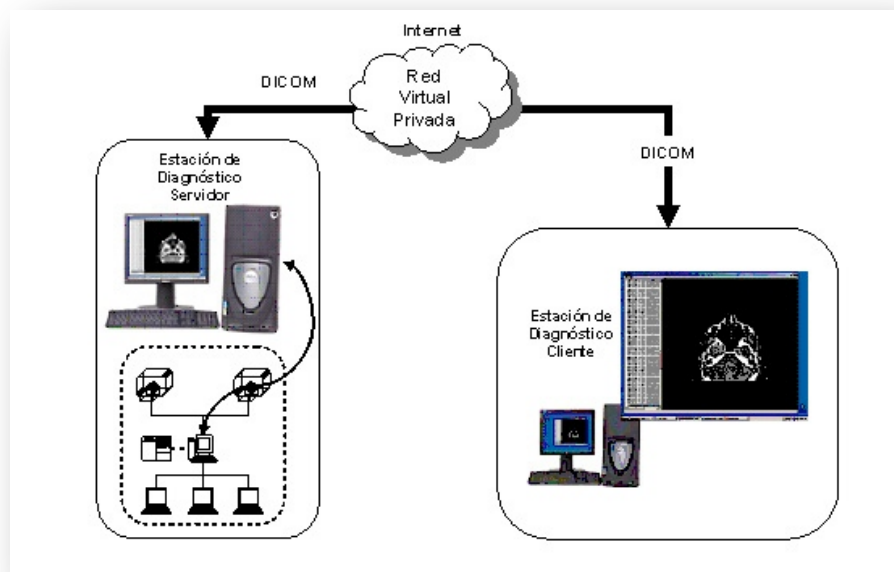 Internet
Red
Virtual
Privada
DICOM
DICOM
Estación de
Diagnóstico
Servidor
Estación de
Diagnóstico
Cliente